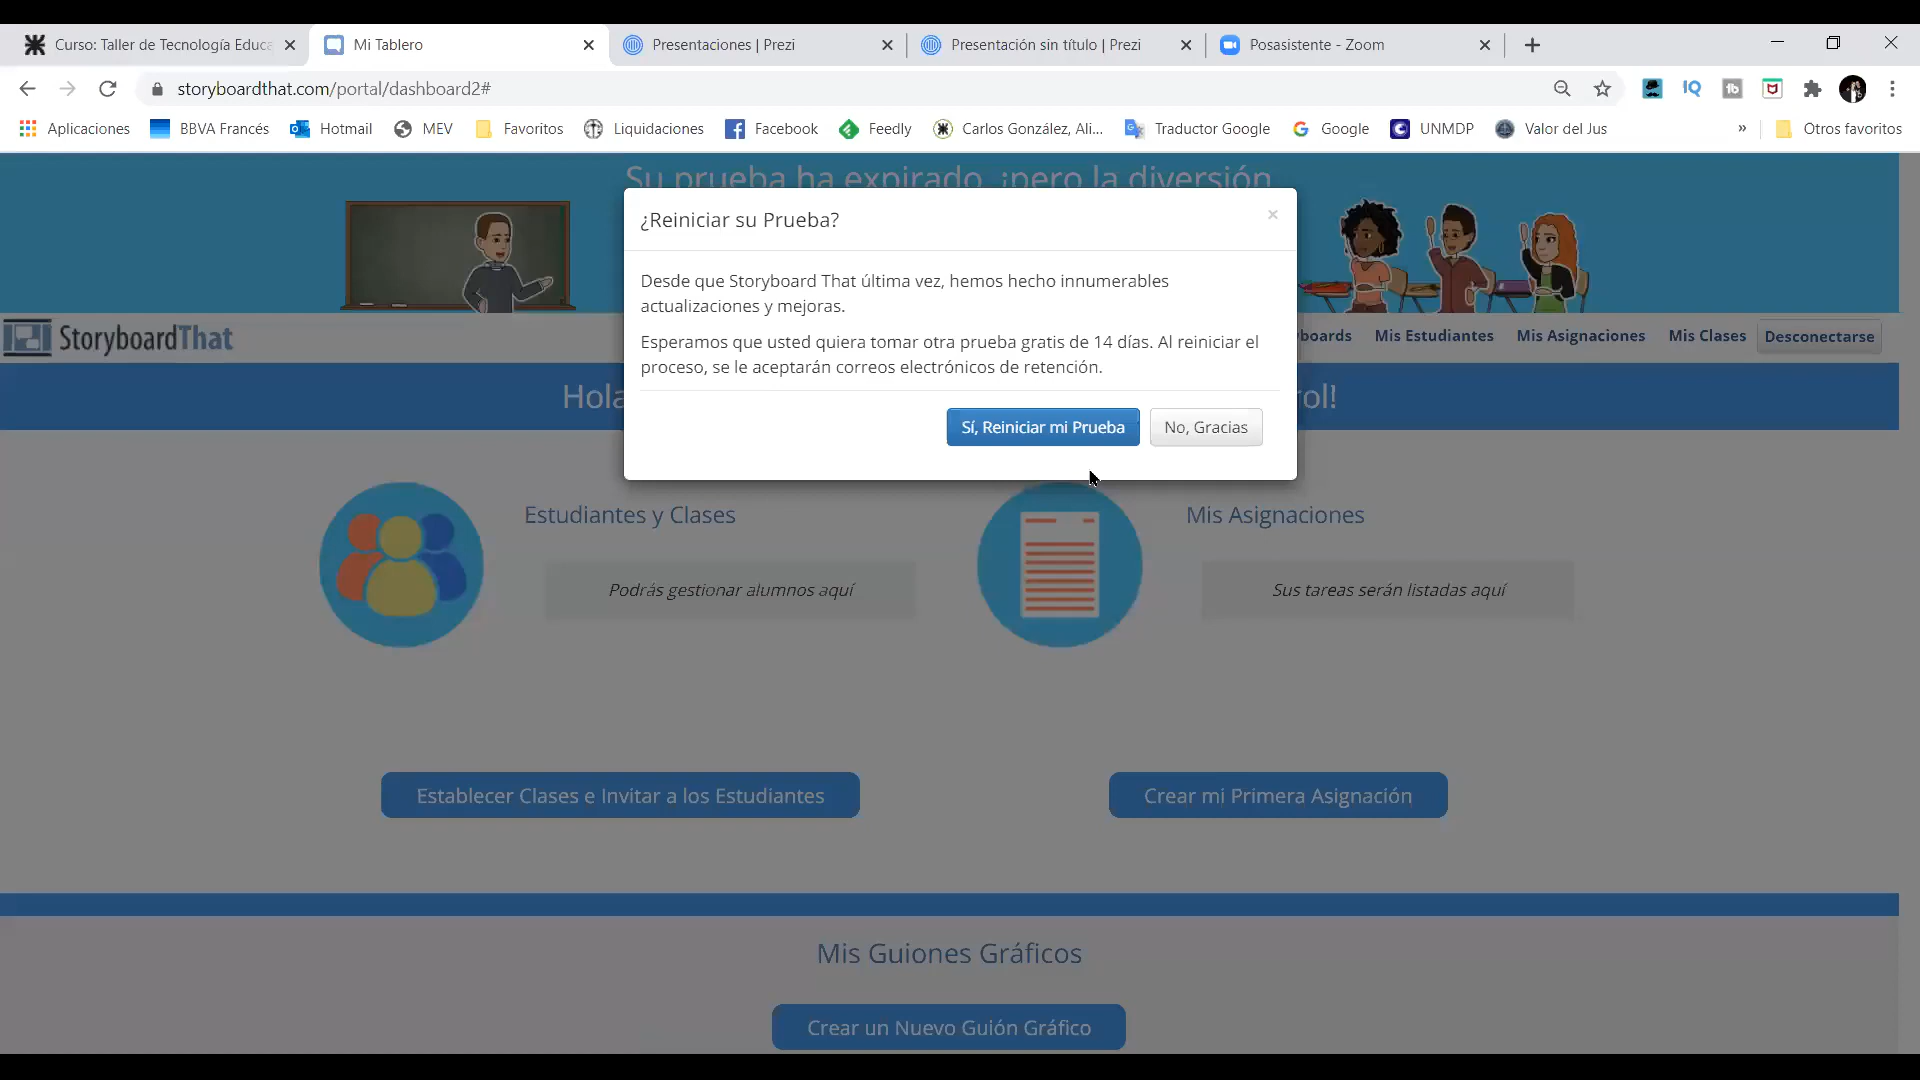 Curso: Taller de Tecnología Educa
Mi Tablero
Presentaciones | Prezi
Presentación sin título | Prezi
Posasistente - Zoom
storyboardthat.com/portal/dashboard2#
IQ
fb
Aplicaciones
BBVA Francés
Hotmail
MEV
Favoritos
Liquidaciones
Facebook
Feedly
Carlos González, Ali...
Traductor Google
Google
UNMDP
Valor del Jus
»
Otros favoritos
Su prueba ha expirado, ¡pero la diversión
¿Reiniciar su Prueba?
×
Desde que Storyboard That última vez, hemos hecho innumerables
actualizaciones y mejoras.
Esperamos que usted quiera tomar otra prueba gratis de 14 días. Al reiniciar el
proceso, se le aceptarán correos electrónicos de retención.
Sí, Reiniciar mi Prueba
No, Gracias
StoryboardThat
yboards
Mis Estudiantes
Mis Asignaciones
Mis Clases
Desconectarse
Hola
rol!
Estudiantes y Clases
Podrás gestionar alumnos aquí
Mis Asignaciones
Sus tareas serán listadas aquí
Establecer Clases e Invitar a los Estudiantes
Crear mi Primera Asignación
Mis Guiones Gráficos
Crear un Nuevo Guión Gráfico